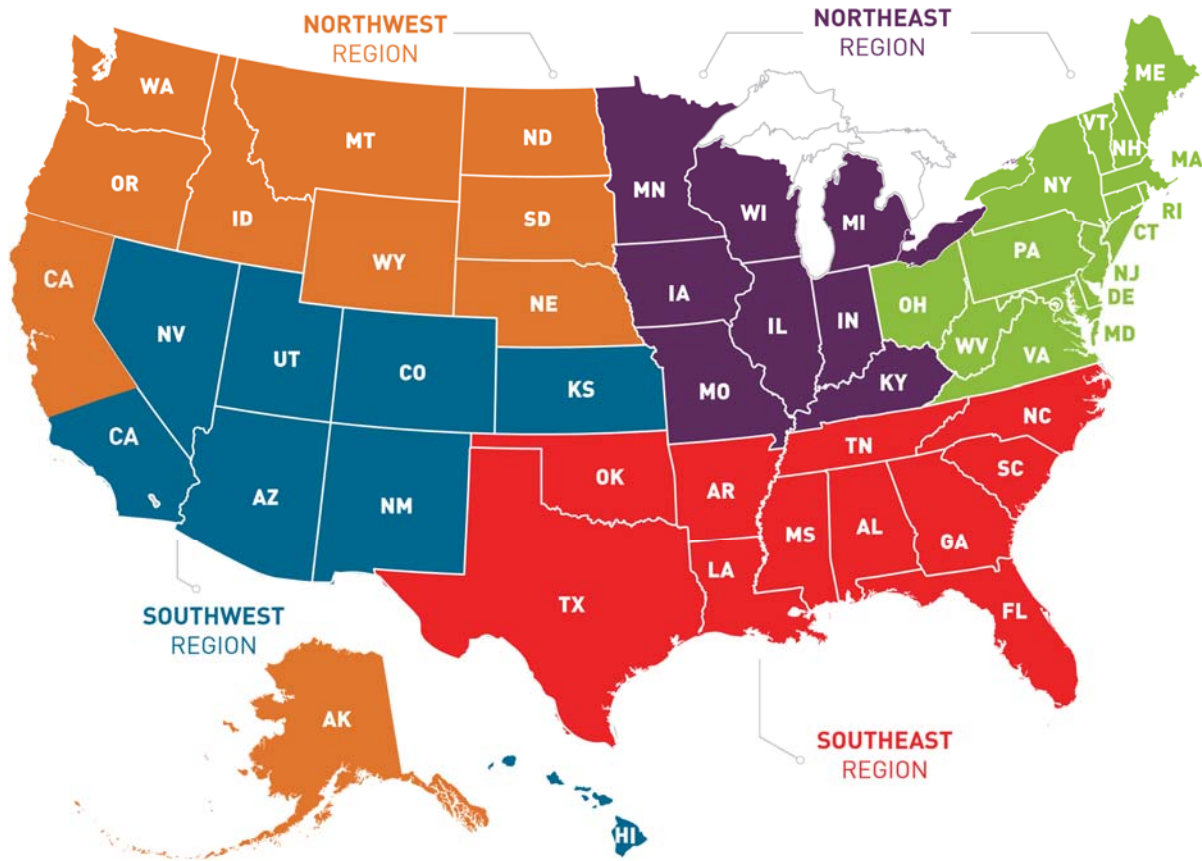 NORTHWEST
REGION
NORTHEAST
REGION
WA
MT
ND
MN
OR
ID
SD
WY
WI
MI
NY
VT
NH
ME
MA
RI
CT
CA
NE
IA
PA
NJ
DE
MD
NV
UT
CO
KS
IL
IN
OH
WV
VA
MO
KY
CA
AZ
NM
OK
AR
TN
NC
SC
MS
AL
GA
TX
LA
FL
SOUTHWEST
REGION
AK
HI
SOUTHEAST
REGION